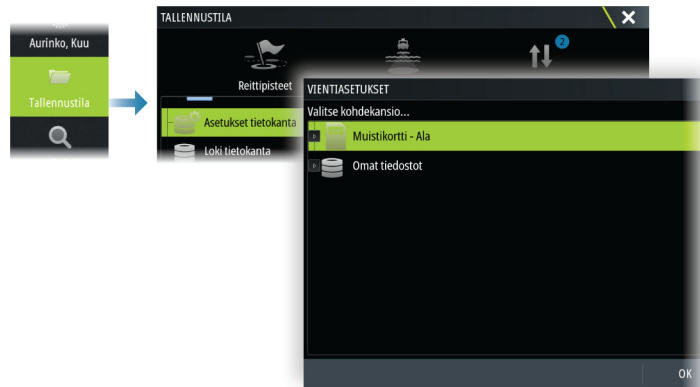 Aurinko, Kuu
Tallennustila
TALLENNUSTILA
2
Reittipisteet
Asetukset tietokanta
Loki tietokanta
VIENTIASETUKSET
Valitse kohdekansio...
Muistikortti - Ala
Omat tiedostot
OK